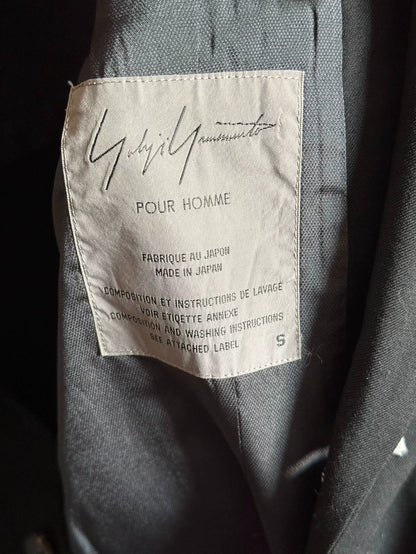 Yohji Yamamoto
POUR HOMME
FABRIQUE AU JAPON
MADE IN JAPAN
COMPOSITION ET INSTRUCTIONS DE LAVAGE
VOIR ETIQETTE ANNEXE
COMPOSITION AND WASHING INSTRUCTIONS
SEE ATTACHED LABEL
S